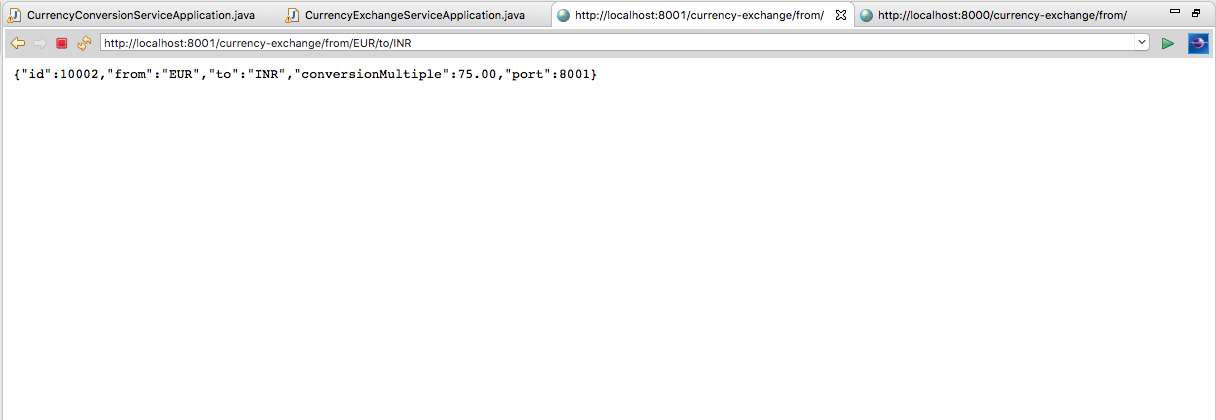 CurrencyConversionServiceApplication.java
CurrencyExchangeServiceApplication.java
http://localhost:8001/currency-exchange/from/
http://localhost:8000/currency-exchange/from/
http://localhost:8001/currency-exchange/from/EUR/to/INR
{"id":10002,"from":"EUR","to":"INR","conversionMultiple":75.00,"port":8001}